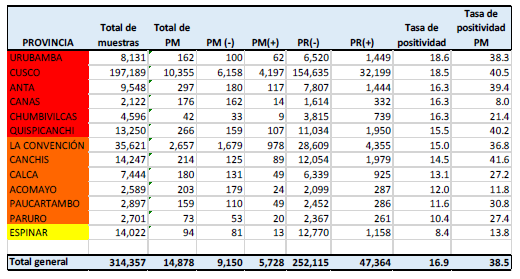 PROVINCIA Total de muestras Total de PM PM (-) PM(+) PR(-) PR(+) Tasa de positividad Tasa de positividad PM
URUBAMBA 8,131 162 100 62 6,520 1,449 18.6 38.3
CUSCO 197,189 10,355 6,158 4,197 154,635 32,199 18.5 40.5
ANTA 9,548 297 180 117 7,807 1,444 16.3 39.4
CANAS 2,122 176 162 14 1,614 332 16.3 8.0
CHUMBIVILCAS 4,596 42 33 9 3,815 739 16.3 21.4
QUISPICANCHI 13,250 266 159 107 11,034 1,950 15.5 40.2
LA CONVENCIÓN 35,621 2,657 1,679 978 28,609 4,355 15.0 36.8
CANCHIS 14,247 214 125 89 12,054 1,979 14.5 41.6
CALCA 7,444 180 131 49 6,339 925 13.1 27.2
ACOMAYO 2,589 203 179 24 2,099 287 12.0 11.8
PAUCARTAMBO 2,897 159 110 49 2,452 286 11.6 30.8
PARURO 2,701 73 53 20 2,367 261 10.4 27.4
ESPINAR 14,022 94 81 13 12,770 1,158 8.4 13.8
Total general 314,357 14,878 9,150 5,728 252,115 47,364 16.9 38.5